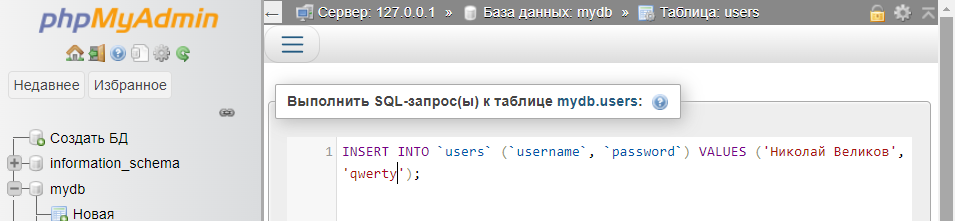 phpMyAdmin
Недавнее Избранное
Создать БД
information_schema
mydb
Новая
← Сервер: 127.0.0.1 » База данных: mydb » Таблица: users
Выполнить SQL-запрос(ы) к таблице mydb.users:
1 INSERT INTO `users` (`username`, `password`) VALUES ('Николай Великов',
'qwerty');